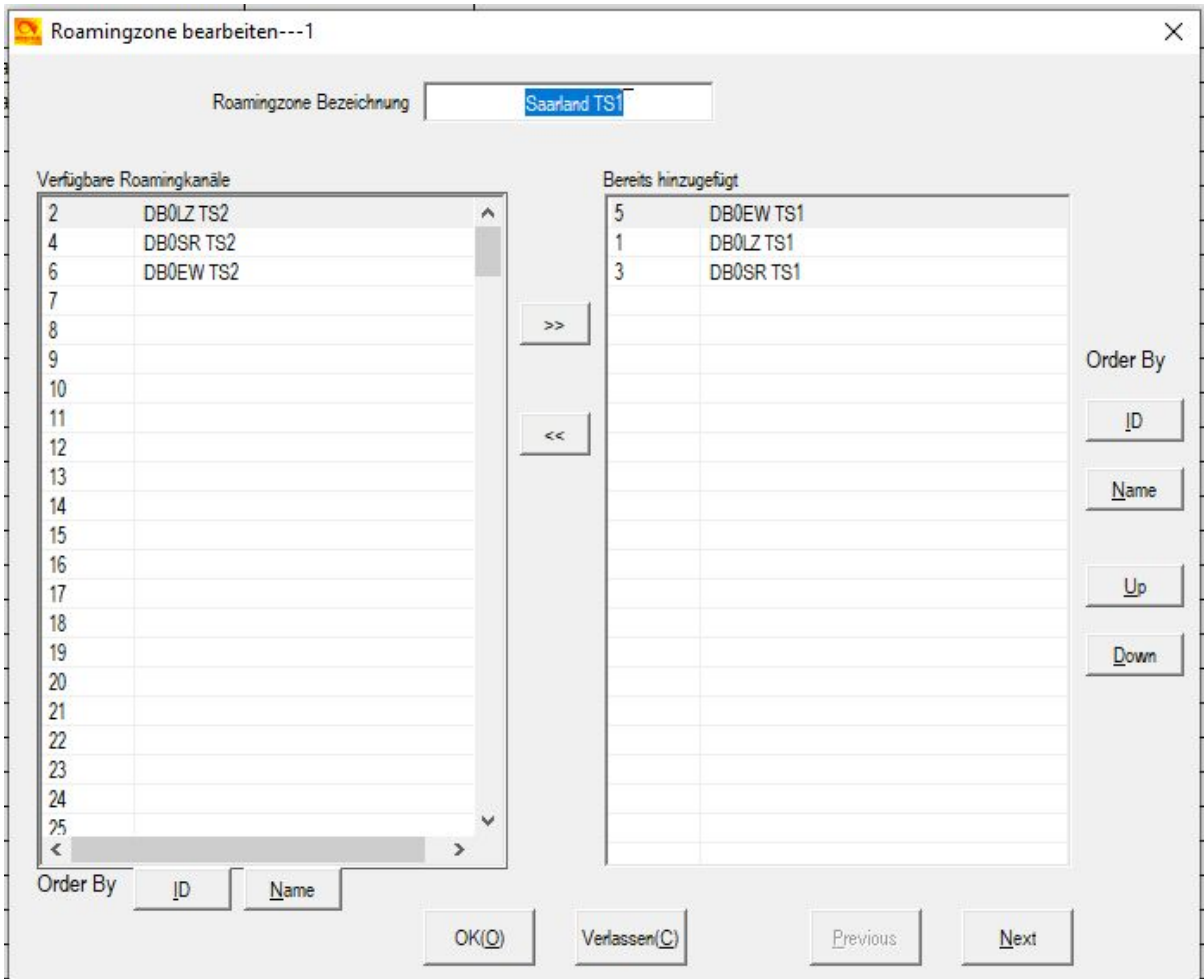 Roamingzone bearbeiten---1
Roamingzone Bezeichnung Saarland TS1
Verfügbare Roamingkanäle
2 DB0LZ TS2
4 DB0SR TS2
6 DB0EW TS2
7
8
9
10
11
12
13
14
15
16
17
18
19
20
21
22
23
24
25
Order By ID Name
>>
<<
Bereits hinzugefügt
5 DB0EW TS1
1 DB0LZ TS1
3 DB0SR TS1
Order By
ID
Name
Up
Down
OK(O) Verlassen(C) Previous Next